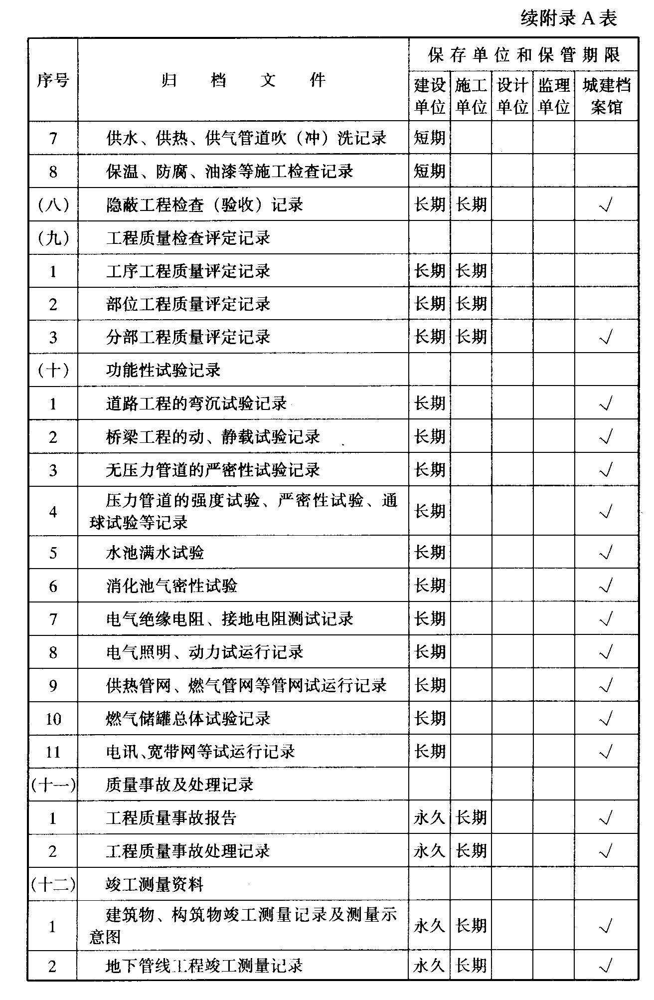 续附录 A 表
序号 归档文件 保存单位和保管期限
建设单位 施工单位 设计单位 监理单位 城建档案馆
7 供水、供热、供气管道吹（冲）洗记录 短期
8 保温、防腐、油漆等施工检查记录 短期
（八） 隐蔽工程检查（验收）记录 长期 长期 √
（九） 工程质量检查评定记录
1 工序工程质量评定记录 长期 长期
2 部位工程质量评定记录 长期 长期
3 分部工程质量评定记录 长期 长期 √
（十） 功能性试验记录
1 道路工程的弯沉试验记录 长期 √
2 桥梁工程的动、静载试验记录 长期 √
3 无压力管道的严密性试验记录 长期 √
4 压力管道的强度试验、严密性试验、通
球试验等记录 长期 √
5 水池满水试验 长期 √
6 消化池气密性试验 长期 √
7 电气绝缘电阻、接地电阻测试记录 长期 √
8 电气照明、动力试运行记录 长期 √
9 供热管网、燃气管网等管网试运行记录 长期 √
10 燃气储罐总体试验记录 长期 √
11 电讯、宽带网等试运行记录 长期 √
（十一） 质量事故及处理记录
1 工程质量事故报告 永久 长期 √
2 工程质量事故处理记录 永久 长期 √
（十二） 竣工测量资料
1 建筑物、构筑物竣工测量记录及测量示
意图 永久 长期 √
2 地下管线工程竣工测量记录 永久 长期 √